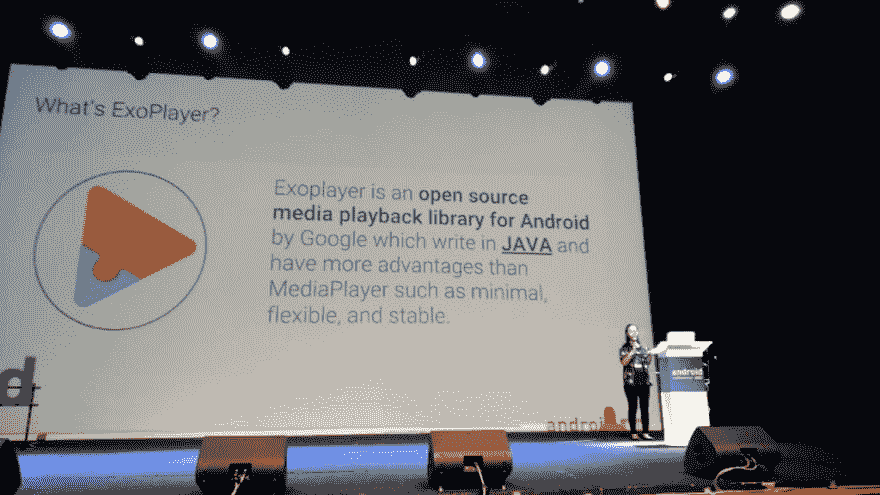 What's ExoPlayer?
Exoplayer is an open source
media playback library for Android
by Google which write in JAVA and
have more advantages than
MediaPlayer such as minimal,
flexible, and stable.
android
d
androi